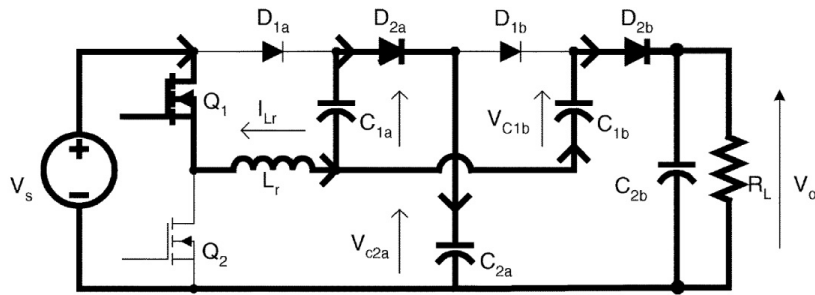 D1a
D2a
D1b
D2b
Q1
ILr
C1a
VC1b
C1b
Vs
+
−
Lr
C2b
RL
Vo
Q2
Vc2a
C2a